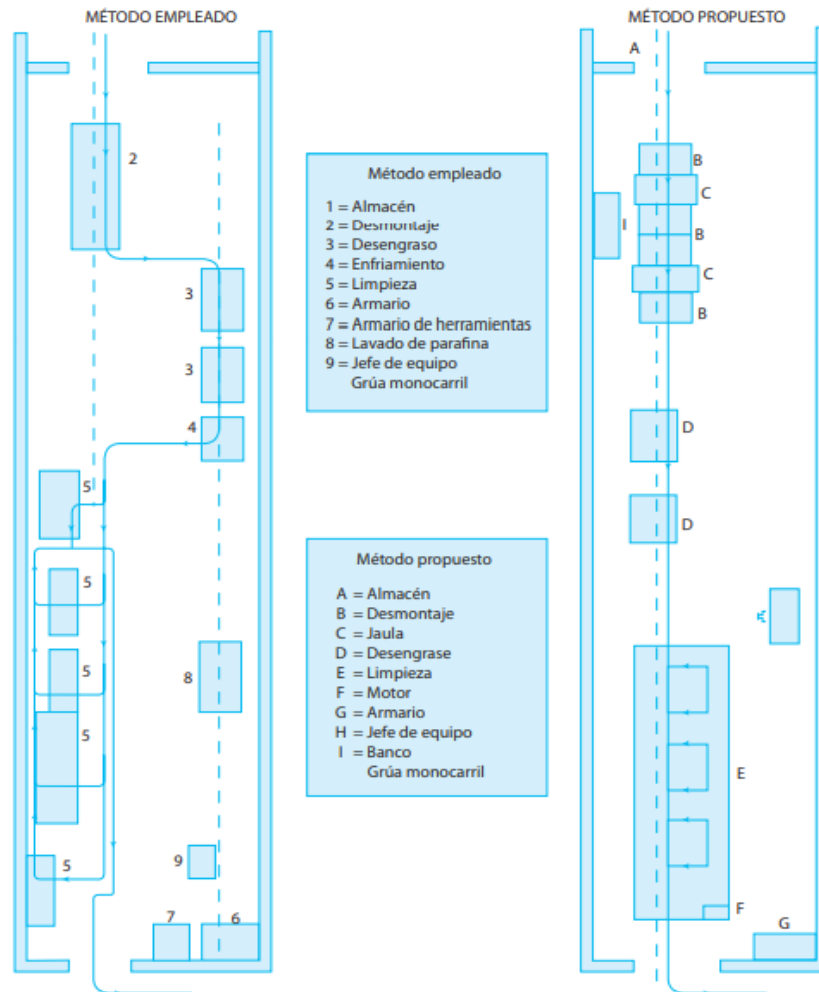 MÉTODO EMPLEADO
2
3
3
4
5
5
5
5
5
8
9
7
6
Método empleado
1 = Almacén
2 = Desmontaje
3 = Desengraso
4 = Enfriamiento
5 = Limpieza
6 = Armario
7 = Armario de herramientas
8 = Lavado de parafina
9 = Jefe de equipo
Grúa monocarril
Método propuesto
A = Almacén
B = Desmontaje
C = Jaula
D = Desengrase
E = Limpieza
F = Motor
G = Armario
H = Jefe de equipo
I = Banco
Grúa monocarril
MÉTODO PROPUESTO
A
B
C
I
B
C
B
D
D
E
F
G